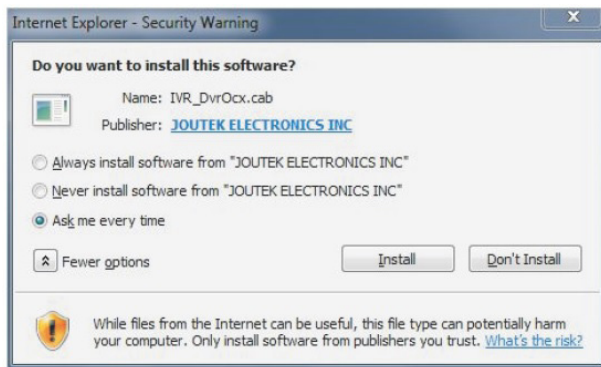 Internet Explorer - Security Warning
Do you want to install this software?
Name: IVR_DvrOcx.cab
Publisher: JOUTEK ELECTRONICS INC
Always install software from "JOUTEK ELECTRONICS INC"
Never install software from "JOUTEK ELECTRONICS INC"
Ask me every time
Fewer options
Install
Don't Install
While files from the Internet can be useful, this file type can potentially harm
your computer. Only install software from publishers you trust. What's the risk?